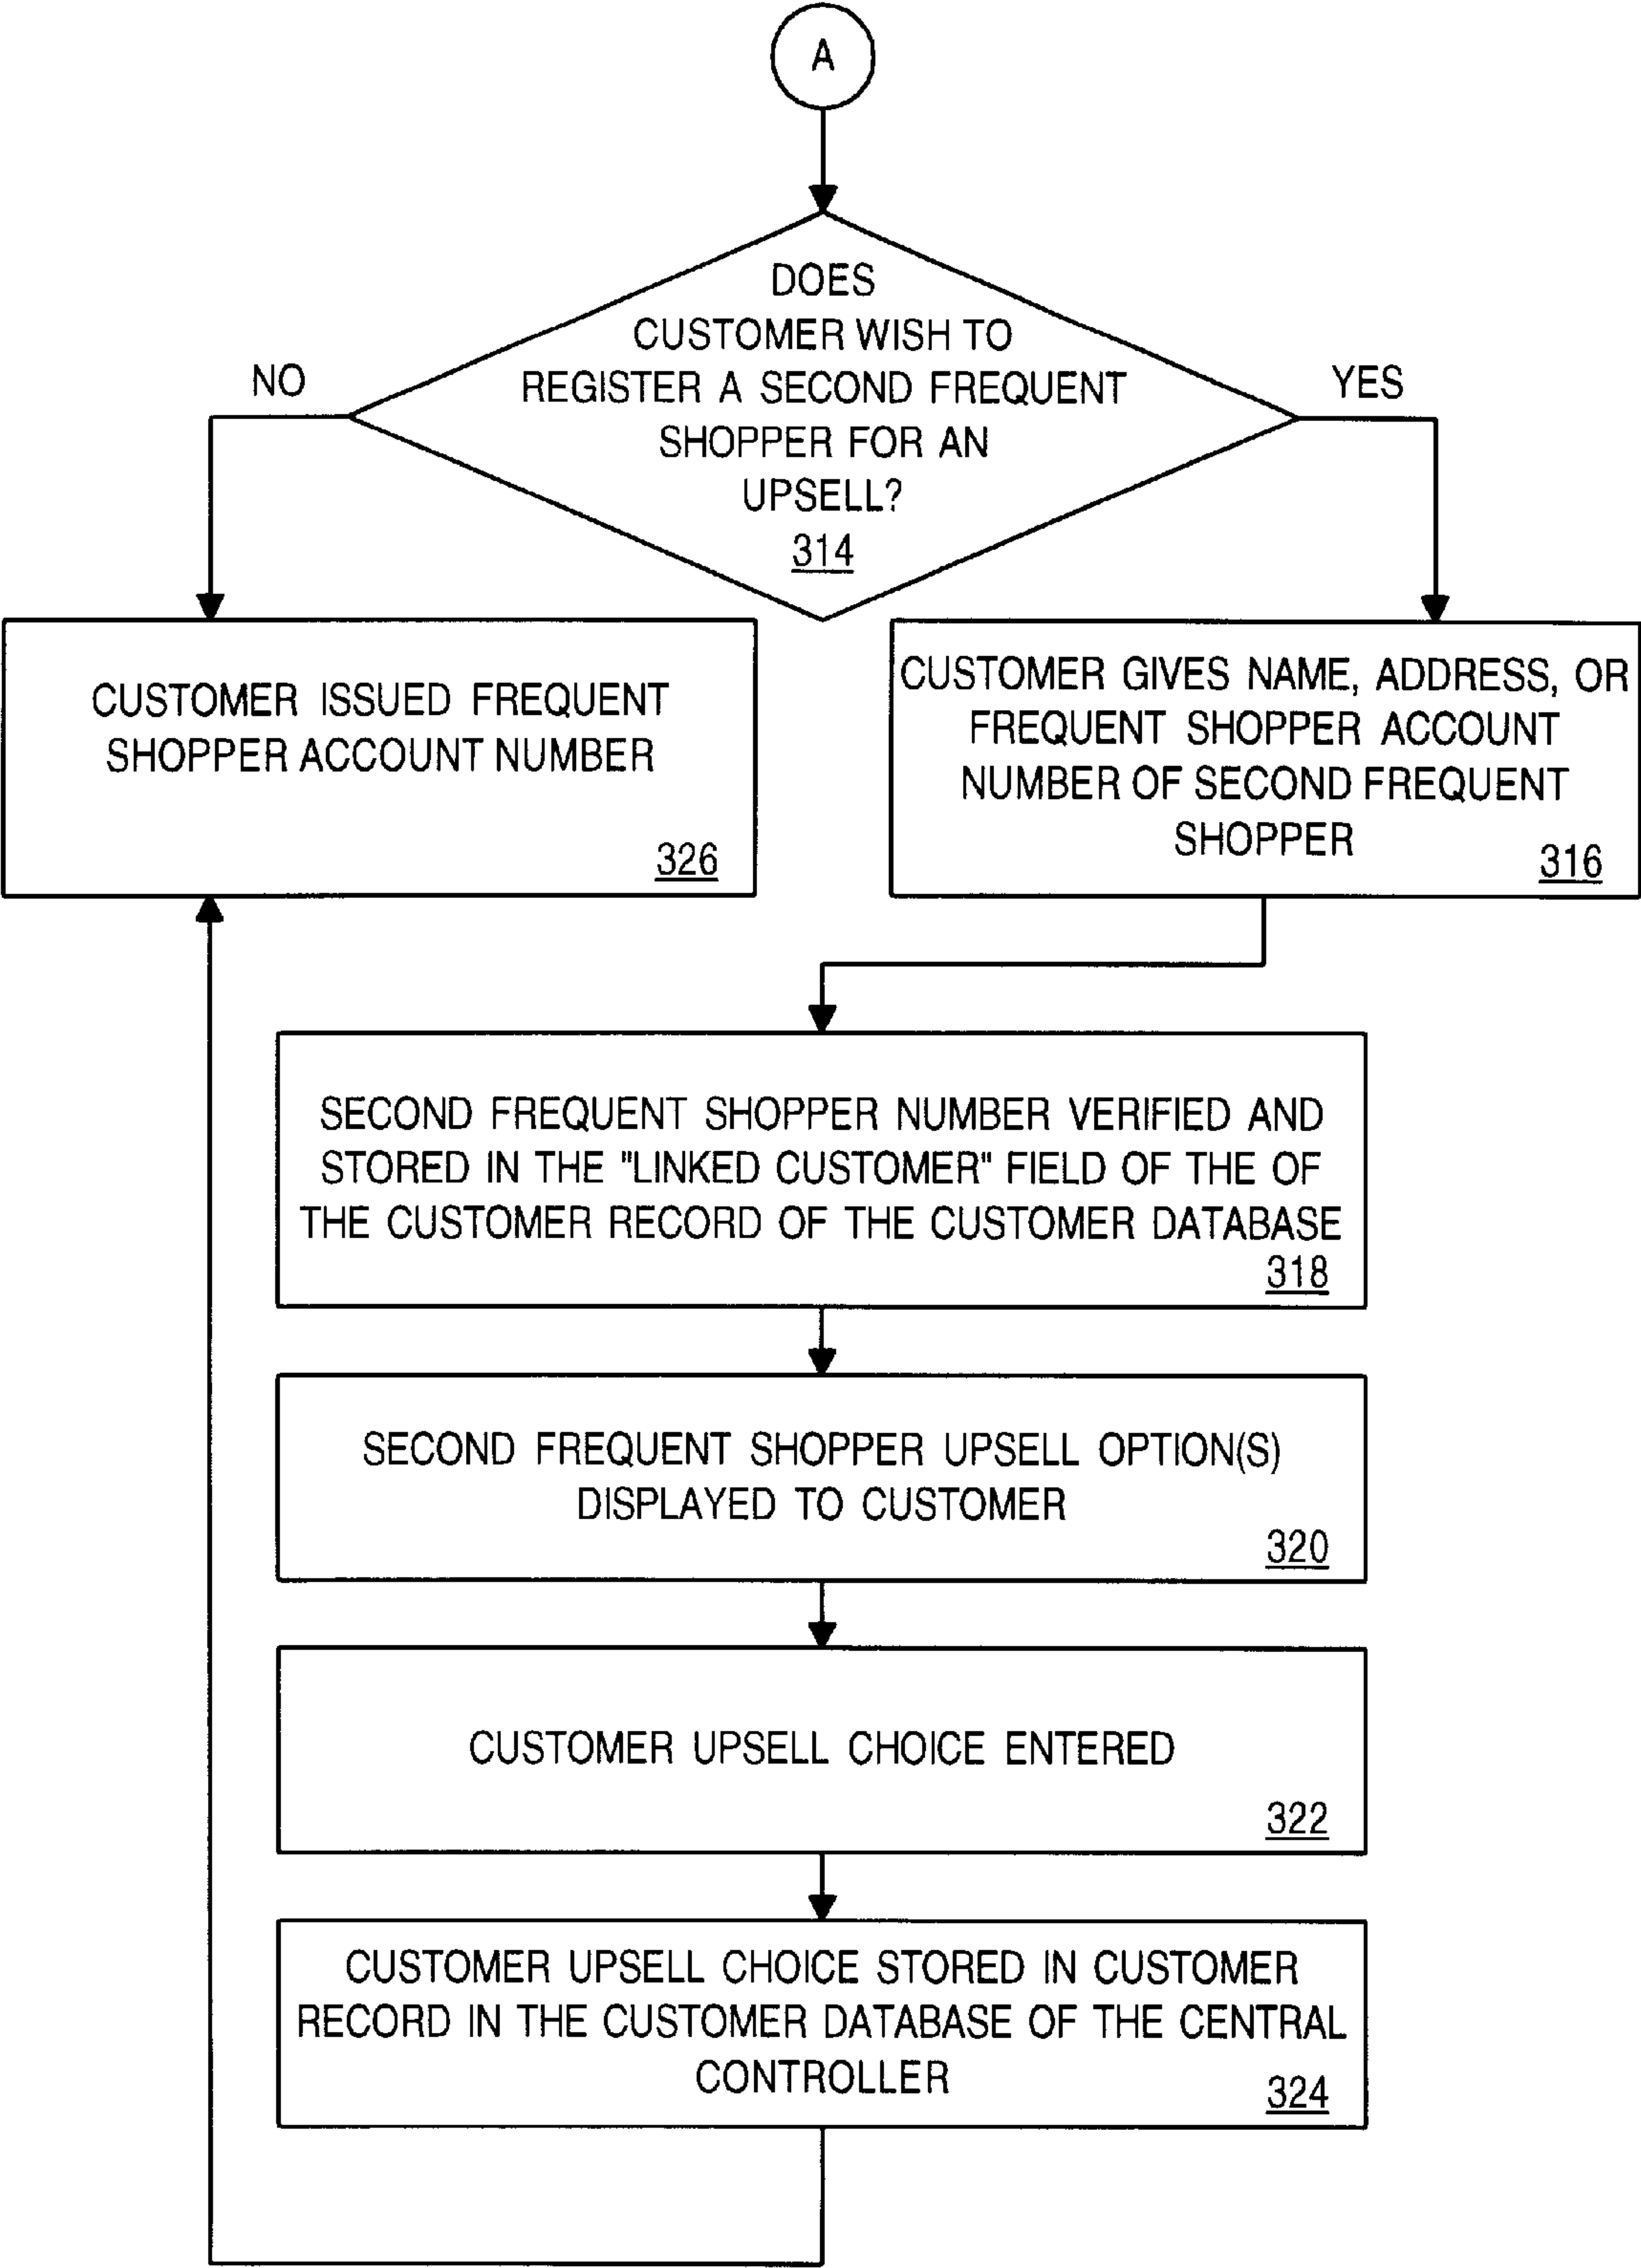 A
DOES
CUSTOMER WISH TO
REGISTER A SECOND FREQUENT
SHOPPER FOR AN
UPSELL?
314
NO
YES
CUSTOMER ISSUED FREQUENT
SHOPPER ACCOUNT NUMBER
326
CUSTOMER GIVES NAME, ADDRESS, OR
FREQUENT SHOPPER ACCOUNT
NUMBER OF SECOND FREQUENT
SHOPPER
316
SECOND FREQUENT SHOPPER NUMBER VERIFIED AND
STORED IN THE "LINKED CUSTOMER" FIELD OF THE OF
THE CUSTOMER RECORD OF THE CUSTOMER DATABASE
318
SECOND FREQUENT SHOPPER UPSELL OPTION(S)
DISPLAYED TO CUSTOMER
320
CUSTOMER UPSELL CHOICE ENTERED
322
CUSTOMER UPSELL CHOICE STORED IN CUSTOMER
RECORD IN THE CUSTOMER DATABASE OF THE CENTRAL
CONTROLLER
324